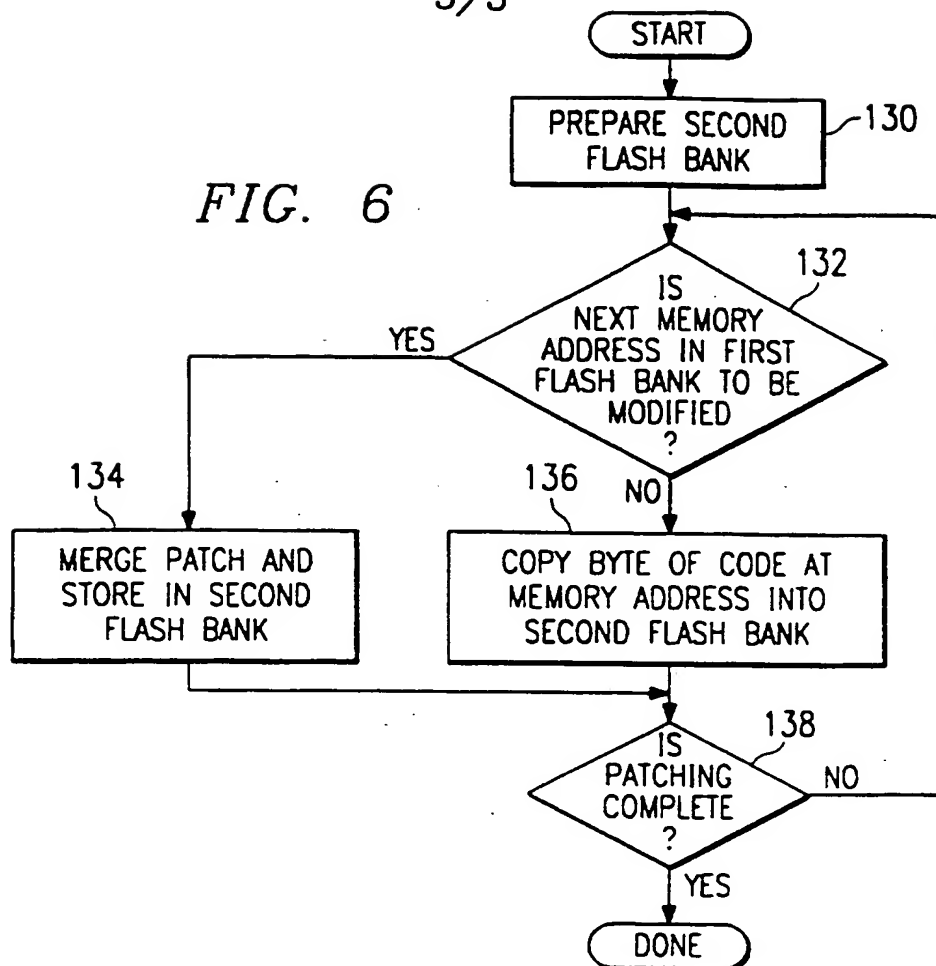 3/3
START
PREPARE SECOND
FLASH BANK
130
FIG. 6
132
IS
NEXT MEMORY
ADDRESS IN FIRST
FLASH BANK TO BE
MODIFIED
?
YES
NO
134
MERGE PATCH AND
STORE IN SECOND
FLASH BANK
136
COPY BYTE OF CODE AT
MEMORY ADDRESS INTO
SECOND FLASH BANK
138
IS
PATCHING
COMPLETE
?
NO
YES
DONE